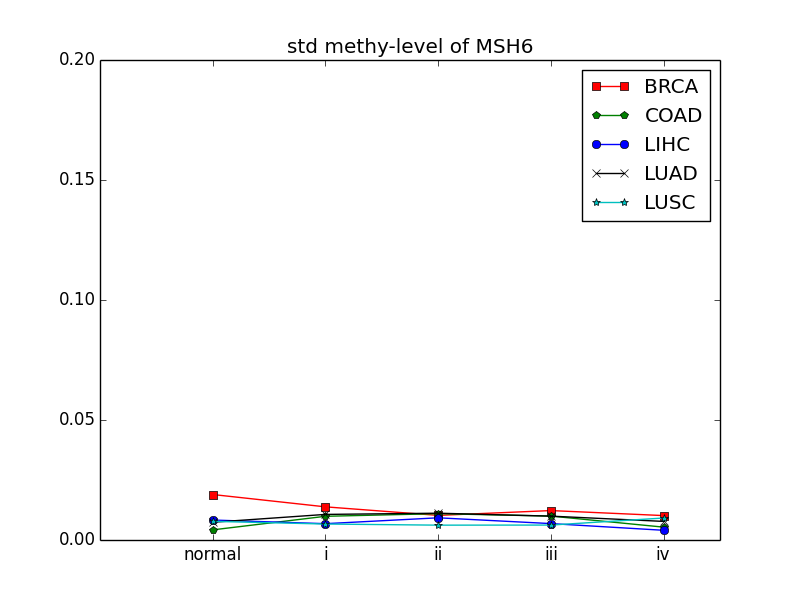 std methy-level of MSH6
0.20
0.15
0.10
0.05
0.00
BRCA
COAD
LIHC
LUAD
LUSC
normal i ii iii iv